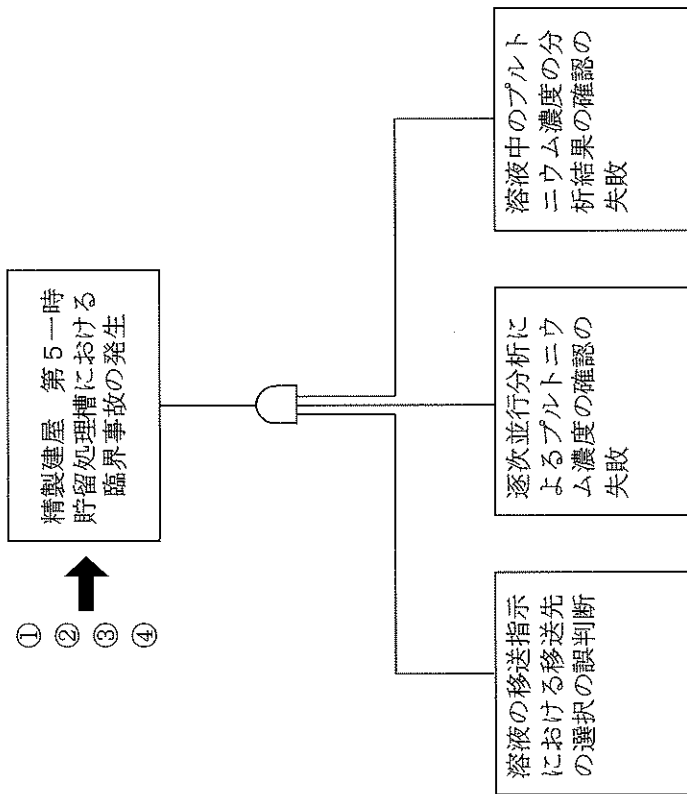 精製建屋　第５一時
貯留処理槽における
臨界事故の発生
①
②
③
④
溶液の移送指示
における移送先
の選択の誤判断
逐次並行分析に
よるプルトニウ
ム濃度の確認の
失敗
溶液中のプルト
ニウム濃度の分
析結果の確認の
失敗